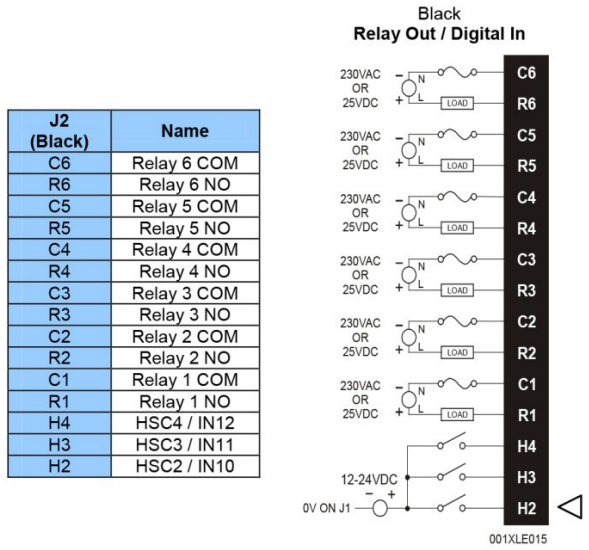 J2 (Black) Name
C6 Relay 6 COM
R6 Relay 6 NO
C5 Relay 5 COM
R5 Relay 5 NO
C4 Relay 4 COM
R4 Relay 4 NO
C3 Relay 3 COM
R3 Relay 3 NO
C2 Relay 2 COM
R2 Relay 2 NO
C1 Relay 1 COM
R1 Relay 1 NO
H4 HSC4 / IN12
H3 HSC3 / IN11
H2 HSC2 / IN10
Black
Relay Out / Digital In
230VAC − N C6
OR
25VDC + L LOAD R6
230VAC − N C5
OR
25VDC + L LOAD R5
230VAC − N C4
OR
25VDC + L LOAD R4
230VAC − N C3
OR
25VDC + L LOAD R3
230VAC − N C2
OR
25VDC + L LOAD R2
230VAC − N C1
OR
25VDC + L LOAD R1
H4
12-24VDC H3
− +
0V ON J1 H2
001XLE015